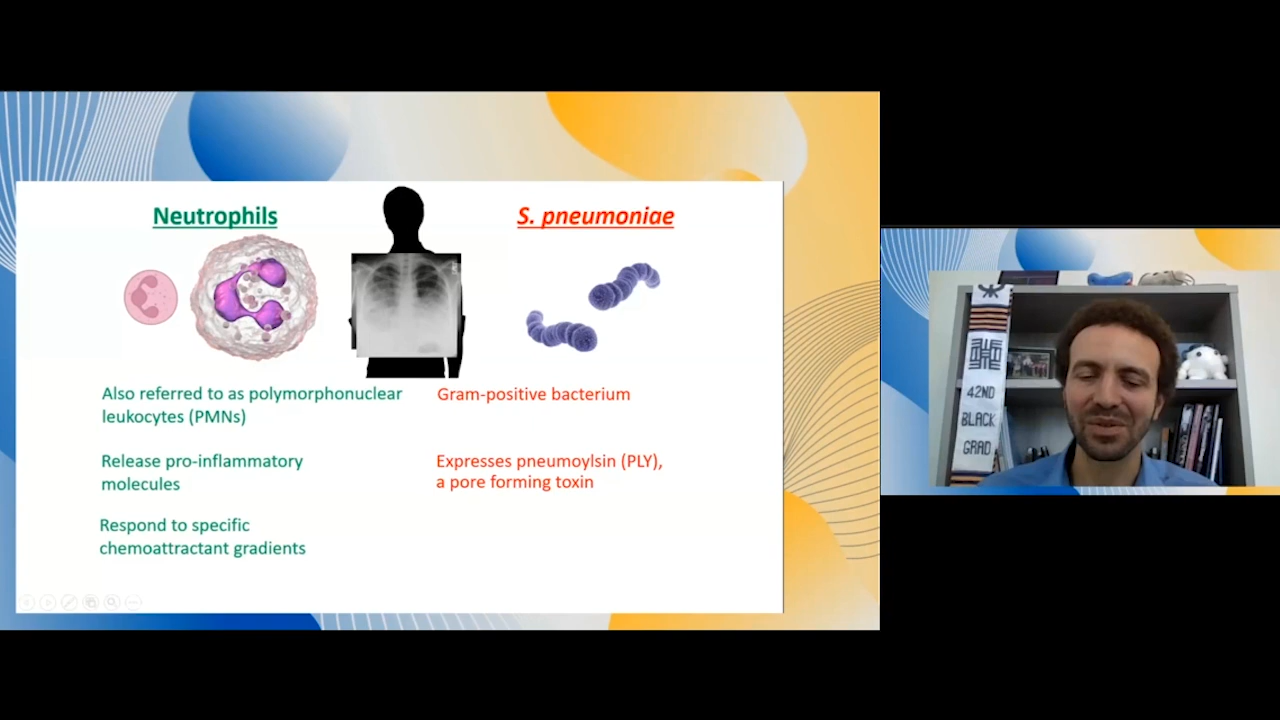 Neutrophils
S. pneumoniae
Also referred to as polymorphonuclear
leukocytes (PMNs)
Release pro-inflammatory
molecules
Respond to specific
chemoattractant gradients
Gram-positive bacterium
Expresses pneumoylsin (PLY),
a pore forming toxin
42ND
BLACK
GRAD